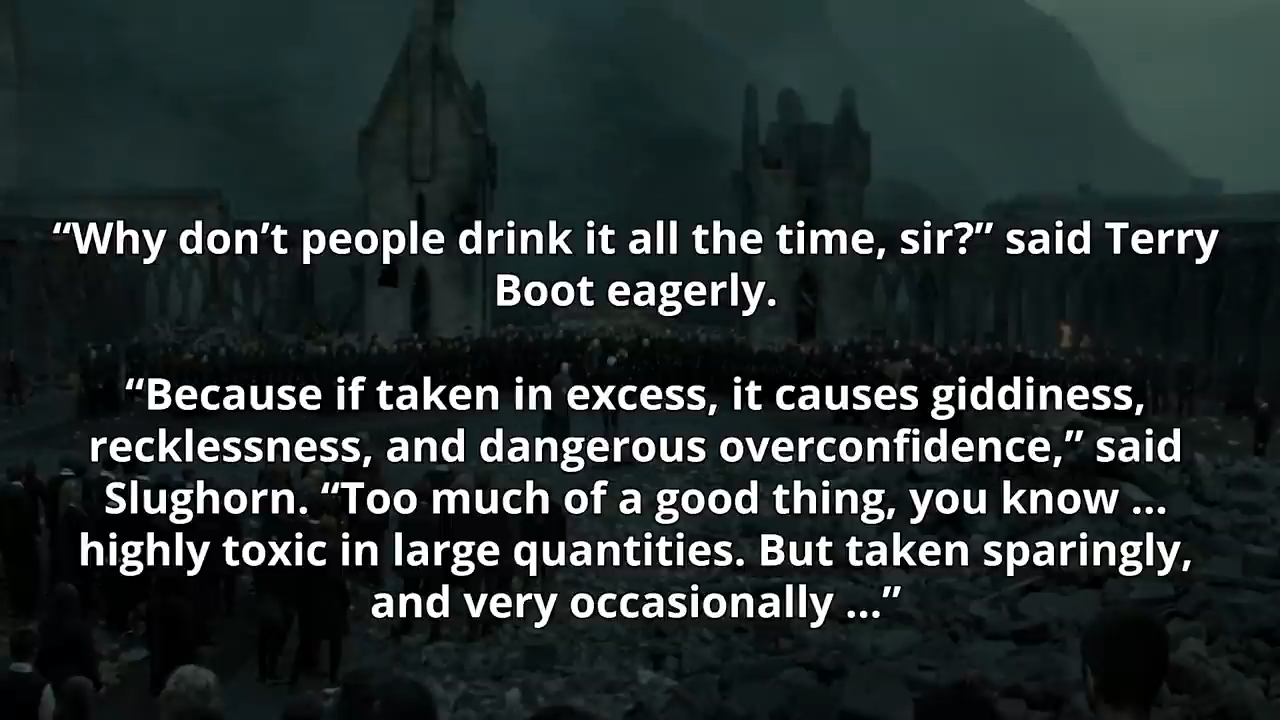 “Why don’t people drink it all the time, sir?” said Terry
Boot eagerly.
“Because if taken in excess, it causes giddiness,
recklessness, and dangerous overconfidence,” said
Slughorn. “Too much of a good thing, you know ...
highly toxic in large quantities. But taken sparingly,
and very occasionally ...”